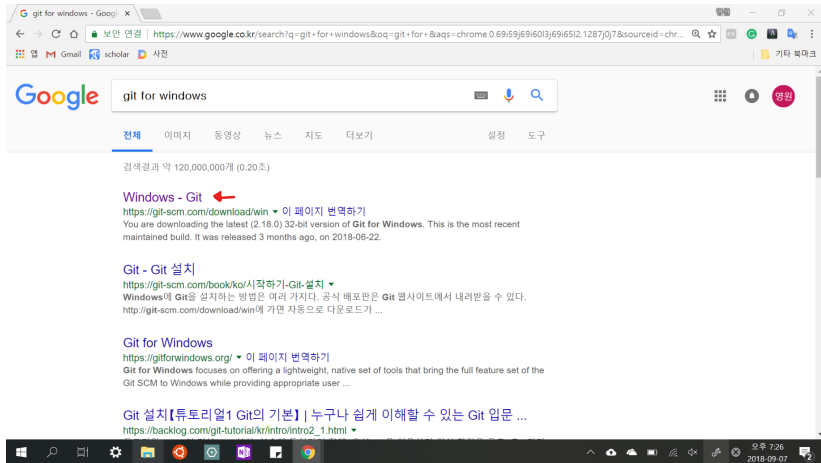 git for windows - Googl
영원
보안 연결 | https://www.google.co.kr/search?q=git+for+windows&oq=git+for+&aqs=chrome.0.69i59j69i60l3j69i65l2.1287j0j7&sourceid=chr...
앱 Gmail scholar 사전 기타 북마크
Google git for windows 영원
전체 이미지 동영상 뉴스 지도 더보기 설정 도구
검색결과 약 120,000,000개 (0.20초)
Windows - Git
https://git-scm.com/download/win ▾ 이 페이지 번역하기
You are downloading the latest (2.18.0) 32-bit version of Git for Windows. This is the most recent
maintained build. It was released 3 months ago, on 2018-06-22.
Git - Git 설치
https://git-scm.com/book/ko/시작하기-Git-설치 ▾
Windows에 Git을 설치하는 방법은 여러 가지다. 공식 배포판은 Git 웹사이트에서 내려받을 수 있다.
http://git-scm.com/download/win에 가면 자동으로 다운로드가 ...
Git for Windows
https://gitforwindows.org/ ▾ 이 페이지 번역하기
Git for Windows focuses on offering a lightweight, native set of tools that bring the full feature set of the
Git SCM to Windows while providing appropriate user ...
Git 설치【튜토리얼1 Git의 기본】 | 누구나 쉽게 이해할 수 있는 Git 입문 ...
https://backlog.com/git-tutorial/kr/intro/intro2_1.html ▾
오후 7:26
2018-09-07